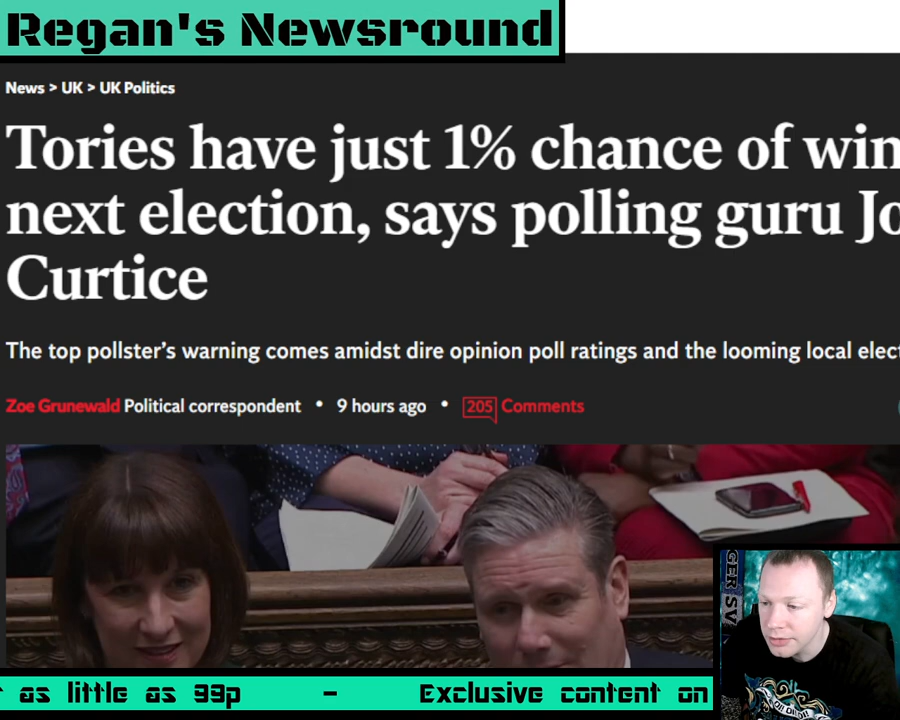 Regan's Newsround
News > UK > UK Politics
Tories have just 1% chance of win
next election, says polling guru Jo
Curtice
The top pollster's warning comes amidst dire opinion poll ratings and the looming local elect
Zoe Grunewald Political correspondent • 9 hours ago • 205 Comments
GER SV
as little as 99p - Exclusive content on